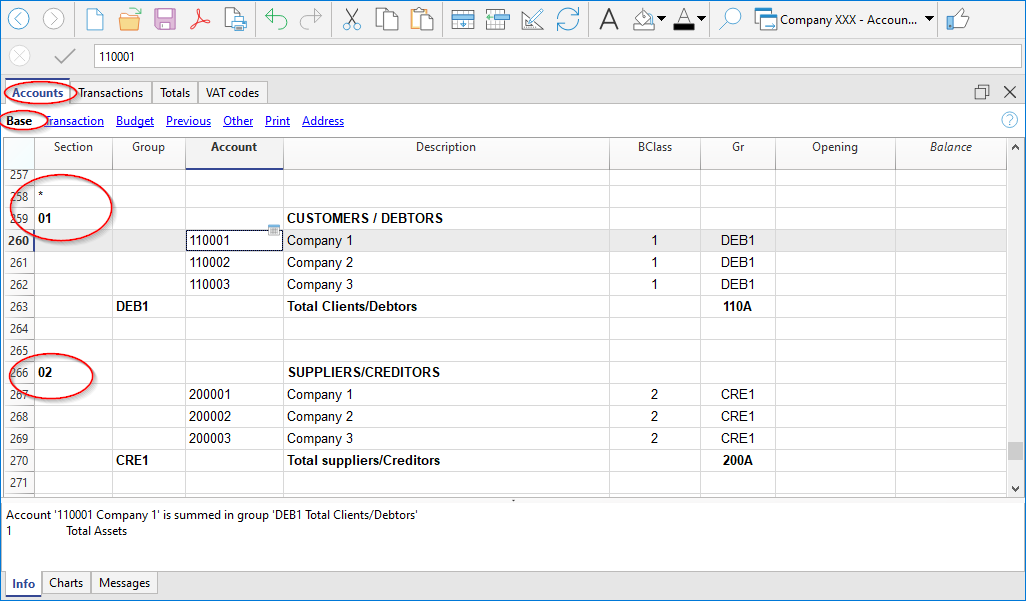 Company XXX - Accoun...
110001
Accounts Transactions Totals VAT codes
Base Transaction Budget Previous Other Print Address
Section Group Account Description BClass Gr Opening Balance
257
258 *
259 01 CUSTOMERS / DEBTORS
260 110001 Company 1 1 DEB1
261 110002 Company 2 1 DEB1
262 110003 Company 3 1 DEB1
263 DEB1 Total Clients/Debtors 110A
264
265
266 02 SUPPLIERS/CREDITORS
267 200001 Company 1 2 CRE1
268 200002 Company 2 2 CRE1
269 200003 Company 3 2 CRE1
270 CRE1 Total suppliers/Creditors 200A
271
Account '110001 Company 1' is summed in group 'DEB1 Total Clients/Debtors'
1 Total Assets
Info Charts Messages